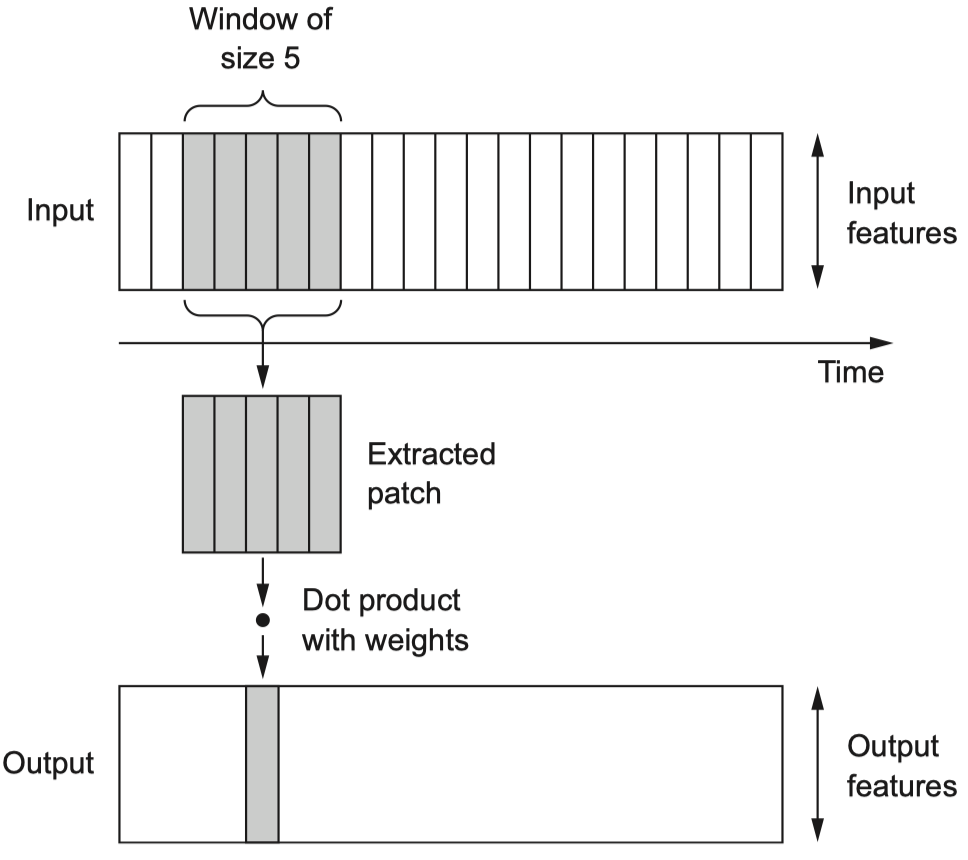 Window of
size 5
Input
Input
features
Time
Extracted
patch
Dot product
with weights
Output
Output
features